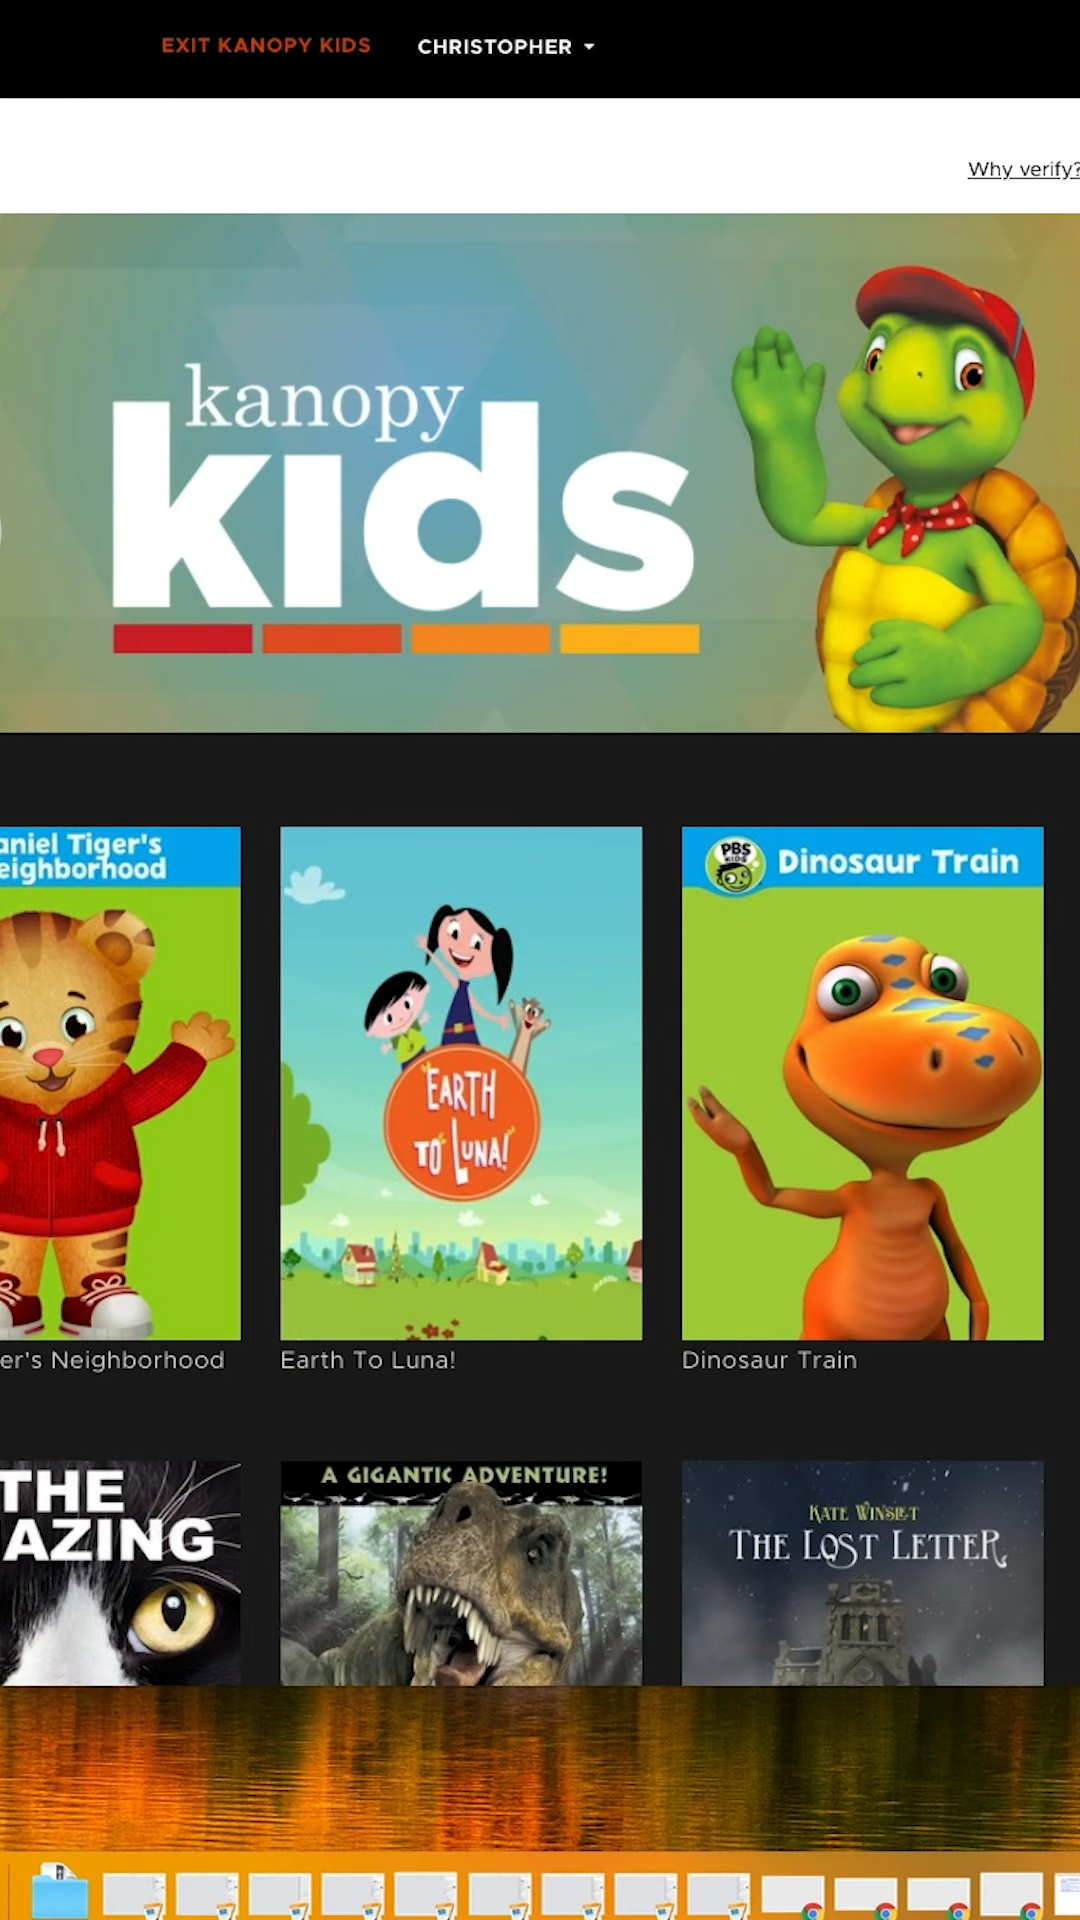 EXIT KANOPY KIDS
CHRISTOPHER
Why verify?
kanopy
kids
aniel Tiger's
eighborhood
EARTH
TO LUNA!
PBS
KIDS
Dinosaur Train
er's Neighborhood
Earth To Luna!
Dinosaur Train
THE
AZING
A GIGANTIC ADVENTURE!
KATE WINSLET
THE LOST LETTER